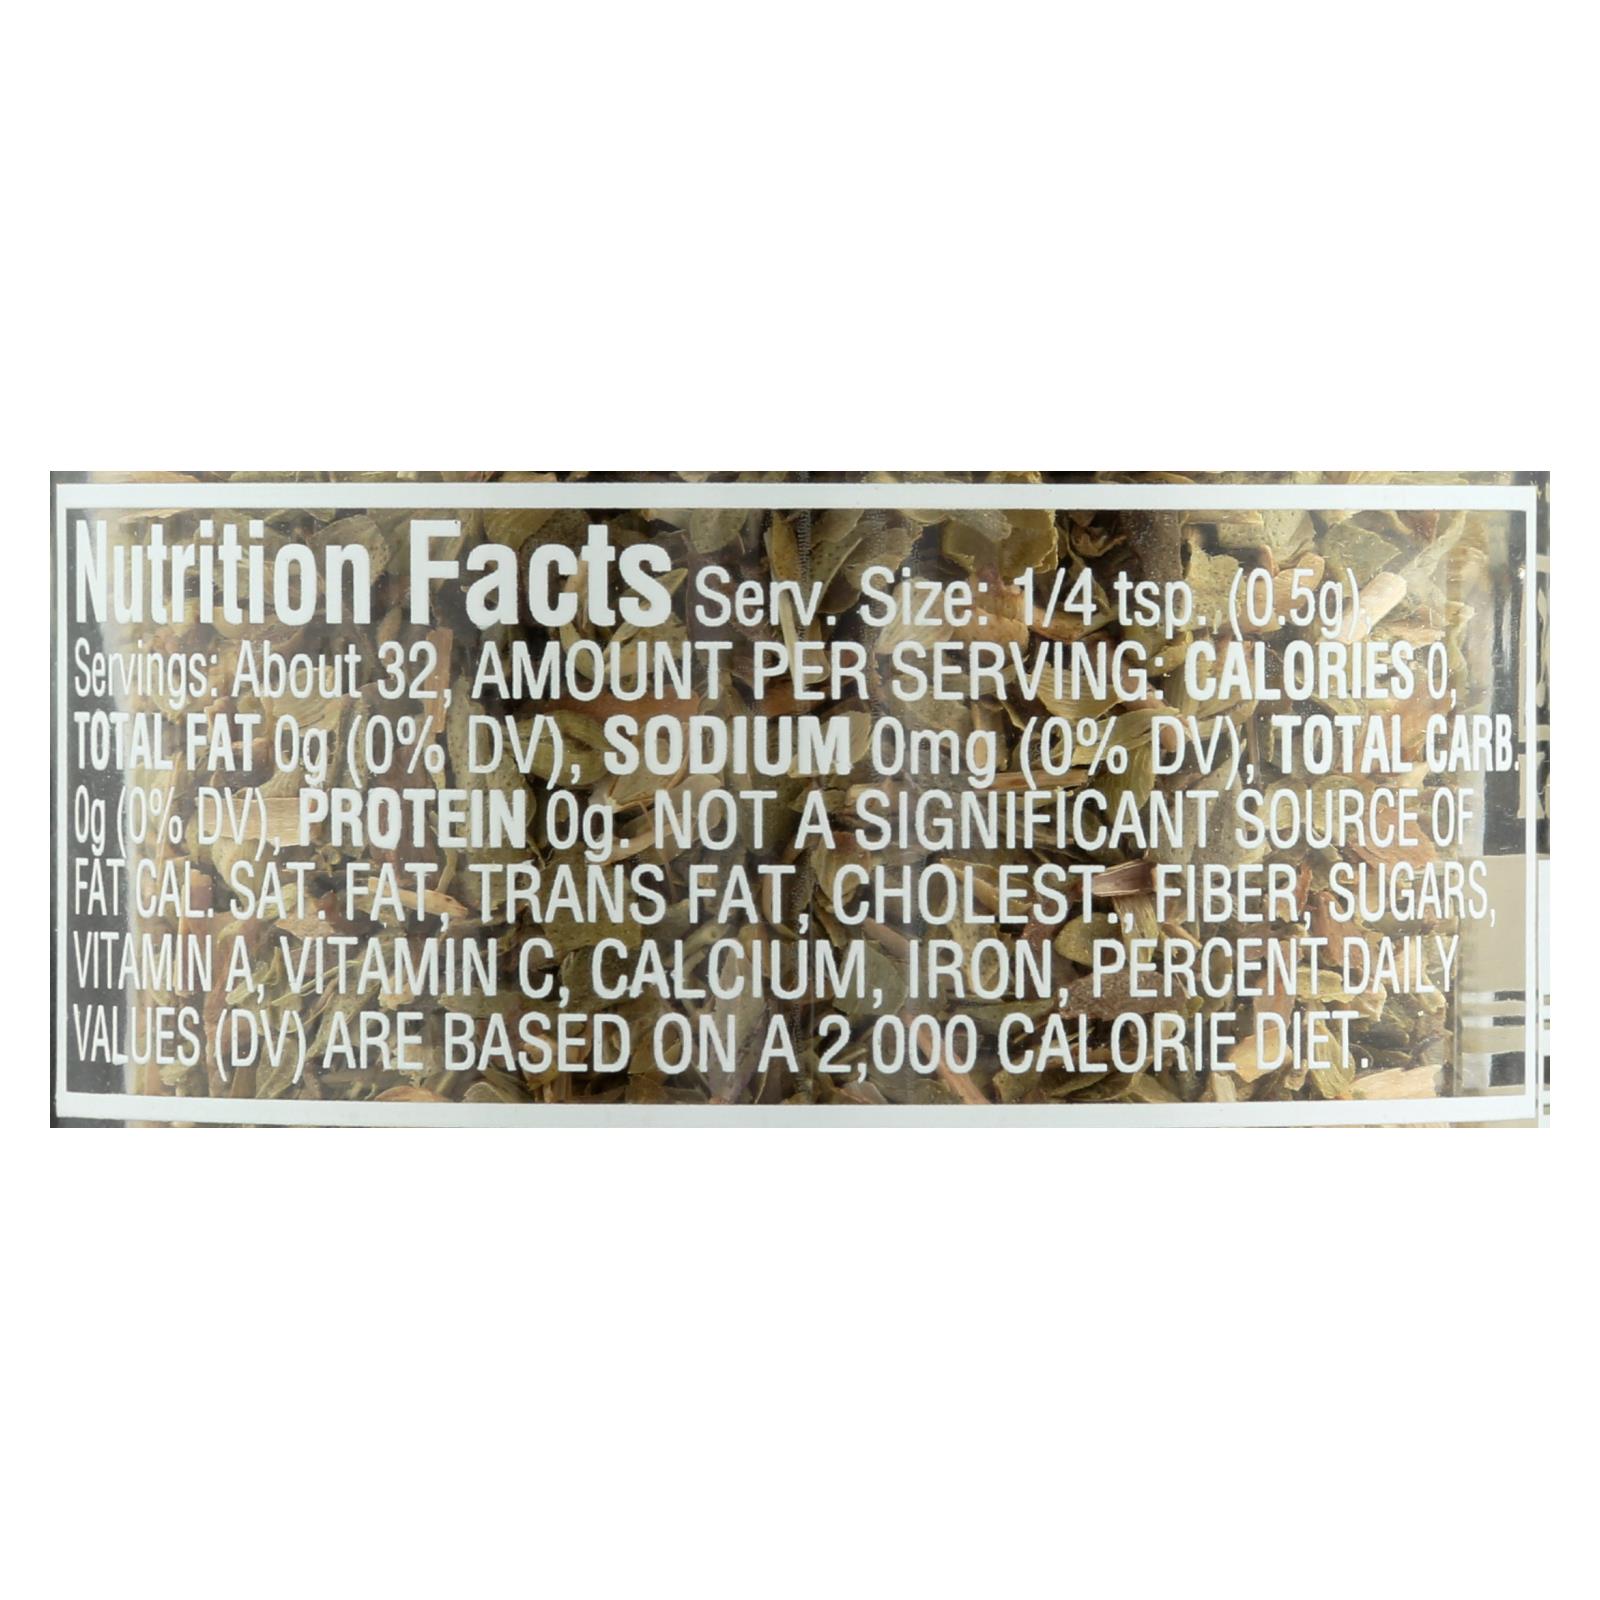 Nutrition Facts Serv. Size: 1/4 tsp. (0.5g),
Servings: About 32, AMOUNT PER SERVING: CALORIES 0,
TOTAL FAT 0g (0% DV), SODIUM 0mg (0% DV), TOTAL CARB.
0g (0% DV), PROTEIN 0g. NOT A SIGNIFICANT SOURCE OF
FAT CAL. SAT. FAT, TRANS FAT, CHOLEST., FIBER, SUGARS,
VITAMIN A, VITAMIN C, CALCIUM, IRON, PERCENT DAILY
VALUES (DV) ARE BASED ON A 2,000 CALORIE DIET.